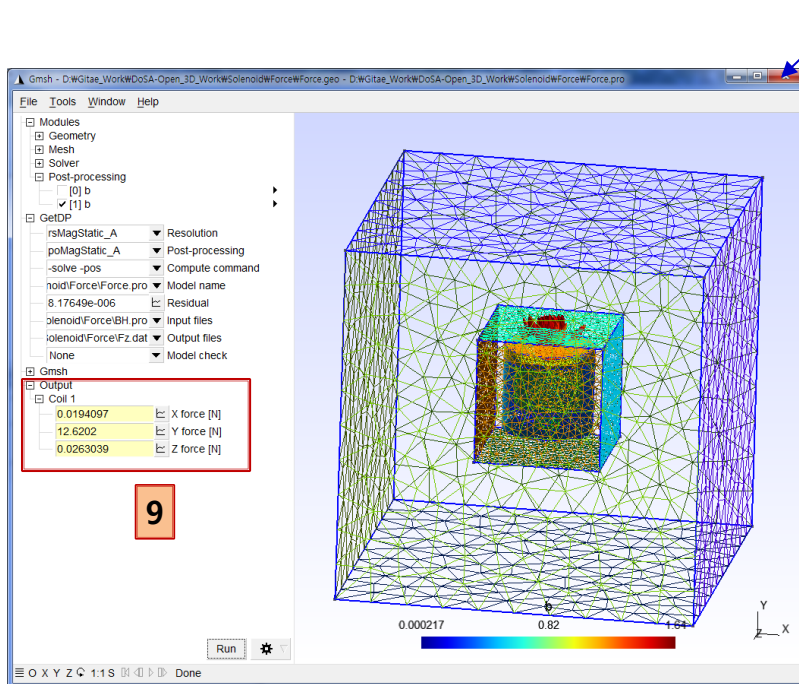 Gmsh - D:₩Gitae_Work₩DoSA-Open_3D_Work₩Solenoid₩Force₩Force.geo - D:₩Gitae_Work₩DoSA-Open_3D_Work₩Solenoid₩Force₩Force.pro
File Tools Window Help
Modules
Geometry
Mesh
Solver
Post-processing
[0] b
[1] b
GetDP
rsMagStatic_A Resolution
poMagStatic_A Post-processing
-solve -pos Compute command
noid\Force\Force.pro Model name
8.17649e-006 Residual
olenoid\Force\BH.pro Input files
solenoid\Force\Fz.dat Output files
None Model check
Gmsh
Output
Coil 1
0.0194097 X force [N]
12.6202 Y force [N]
0.0263039 Z force [N]
9
b
0.000217 0.82 1.64
Y
Z X
Run
O X Y Z 1:1 S Done